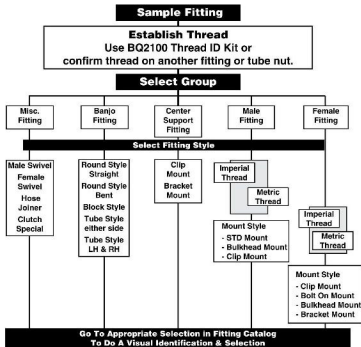 Sample Fitting
Establish Thread
Use BQ2100 Thread ID Kit or
confirm thread on another fitting or tube nut.
Select Group
Misc.
Fitting
Banjo
Fitting
Center
Support
Fitting
Male
Fitting
Female
Fitting
Select Fitting Style
Male Swivel
Female
Swivel
Hose
Joiner
Clutch
Special
Round Style
Straight
Round Style
Bent
Block Style
Tube Style
either side
Tube Style
LH & RH
Clip
Mount
Bracket
Mount
Imperial
Thread
Metric
Thread
Mount Style
- STD Mount
- Bulkhead Mount
- Clip Mount
Imperial
Thread
Metric
Thread
Mount Style
- Clip Mount
- Bolt On Mount
- Bulkhead Mount
- Bracket Mount
Go To Appropriate Selection in Fitting Catalog
To Do A Visual Identification & Selection